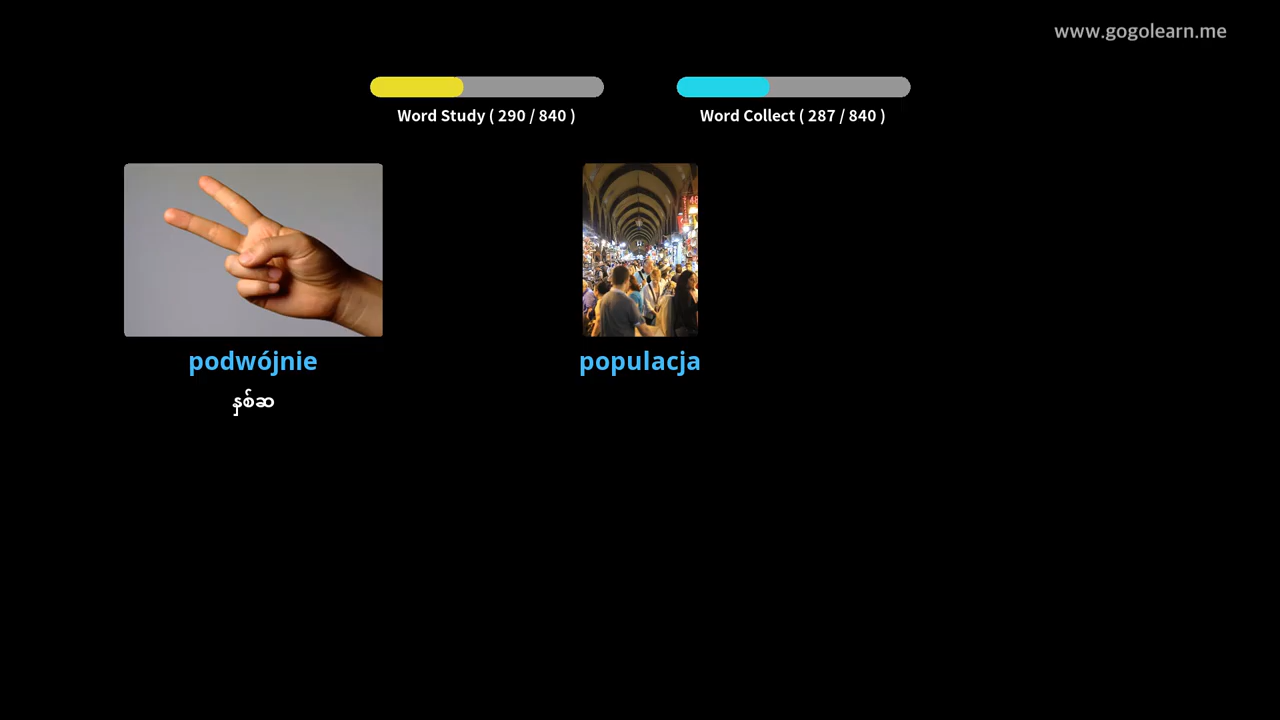 www.gogolearn.me
Word Study ( 290 / 840 )
Word Collect ( 287 / 840 )
podwójnie
populacja
နှစ်ဆ